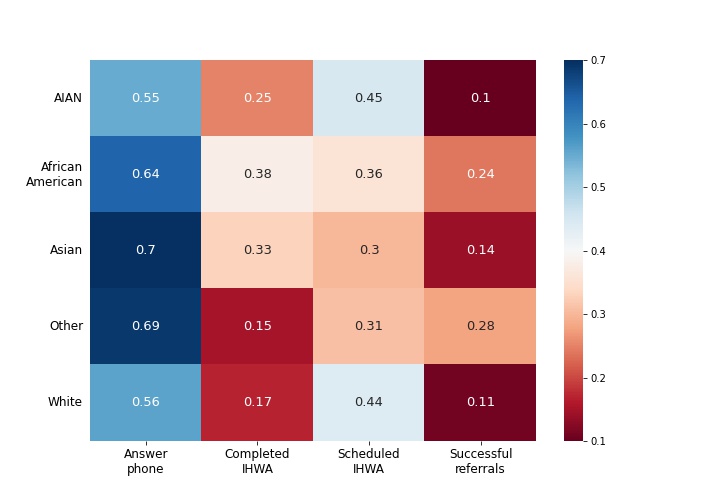 AIAN 0.55 0.25 0.45 0.1
African
American 0.64 0.38 0.36 0.24
Asian 0.7 0.33 0.3 0.14
Other 0.69 0.15 0.31 0.28
White 0.56 0.17 0.44 0.11
Answer
phone
Completed
IHWA
Scheduled
IHWA
Successful
referrals
0.7
0.6
0.5
0.4
0.3
0.2
0.1